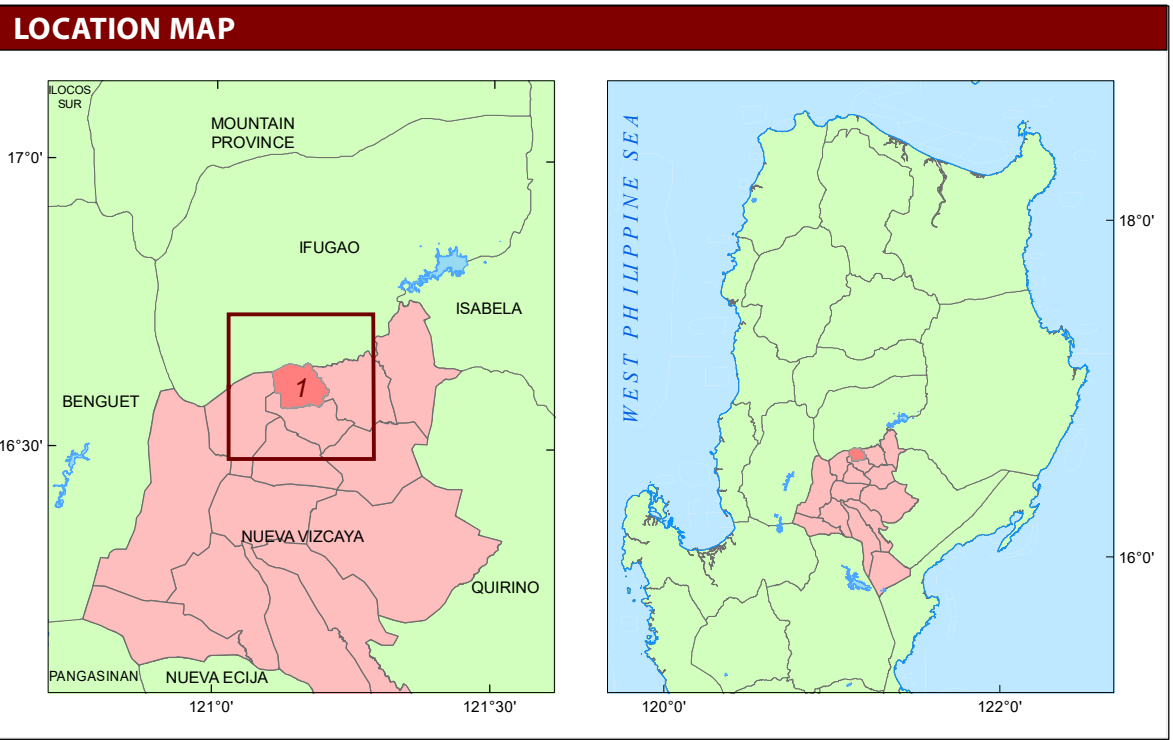 LOCATION MAP
ILOCOS
SUR
MOUNTAIN
PROVINCE
17°0'
IFUGAO
ISABELA
1
BENGUET
16°30'
NUEVA VIZCAYA
QUIRINO
PANGASINAN
NUEVA ECIJA
121°0'
121°30'
WEST PHILIPPINE SEA
18°0'
16°0'
120°0'
122°0'